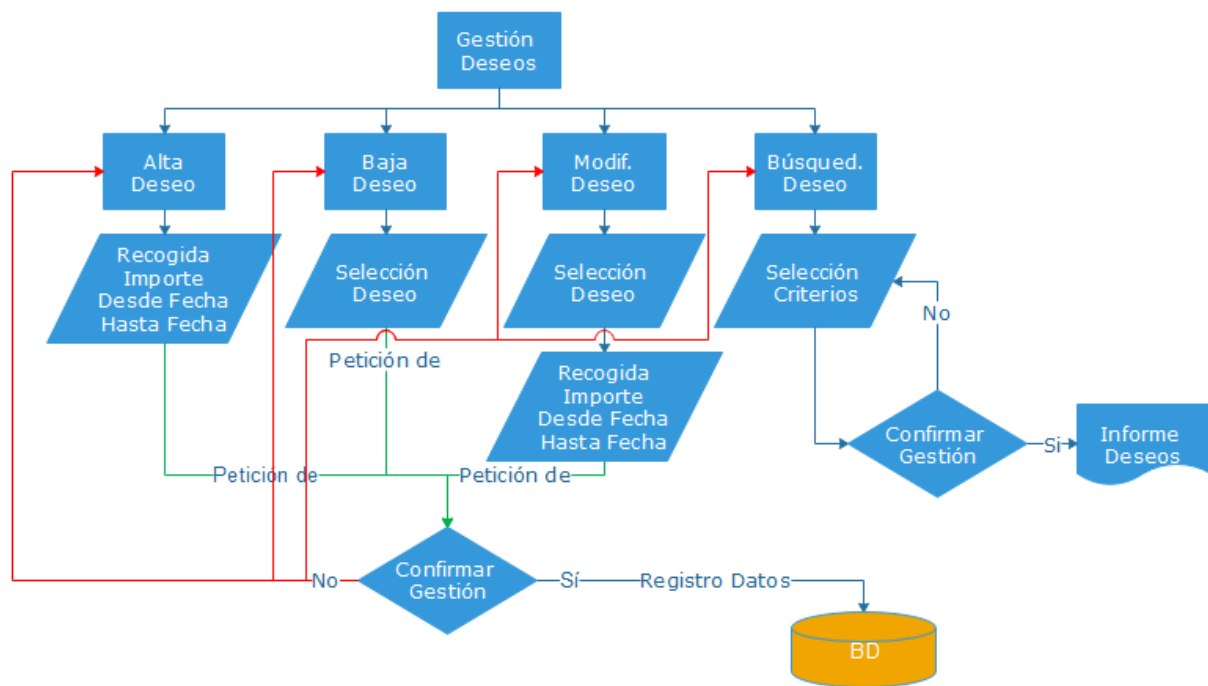 Gestión
Deseos
Alta
Deseo
Baja
Deseo
Modif.
Deseo
Búsqued.
Deseo
Recogida
Importe
Desde Fecha
Hasta Fecha
Selección
Deseo
Selección
Deseo
Selección
Criterios
No
Petición de
Recogida
Importe
Desde Fecha
Hasta Fecha
Confirmar
Gestión
Si
Informe
Deseos
Petición de
Petición de
No
Confirmar
Gestión
Sí
Registro Datos
BD